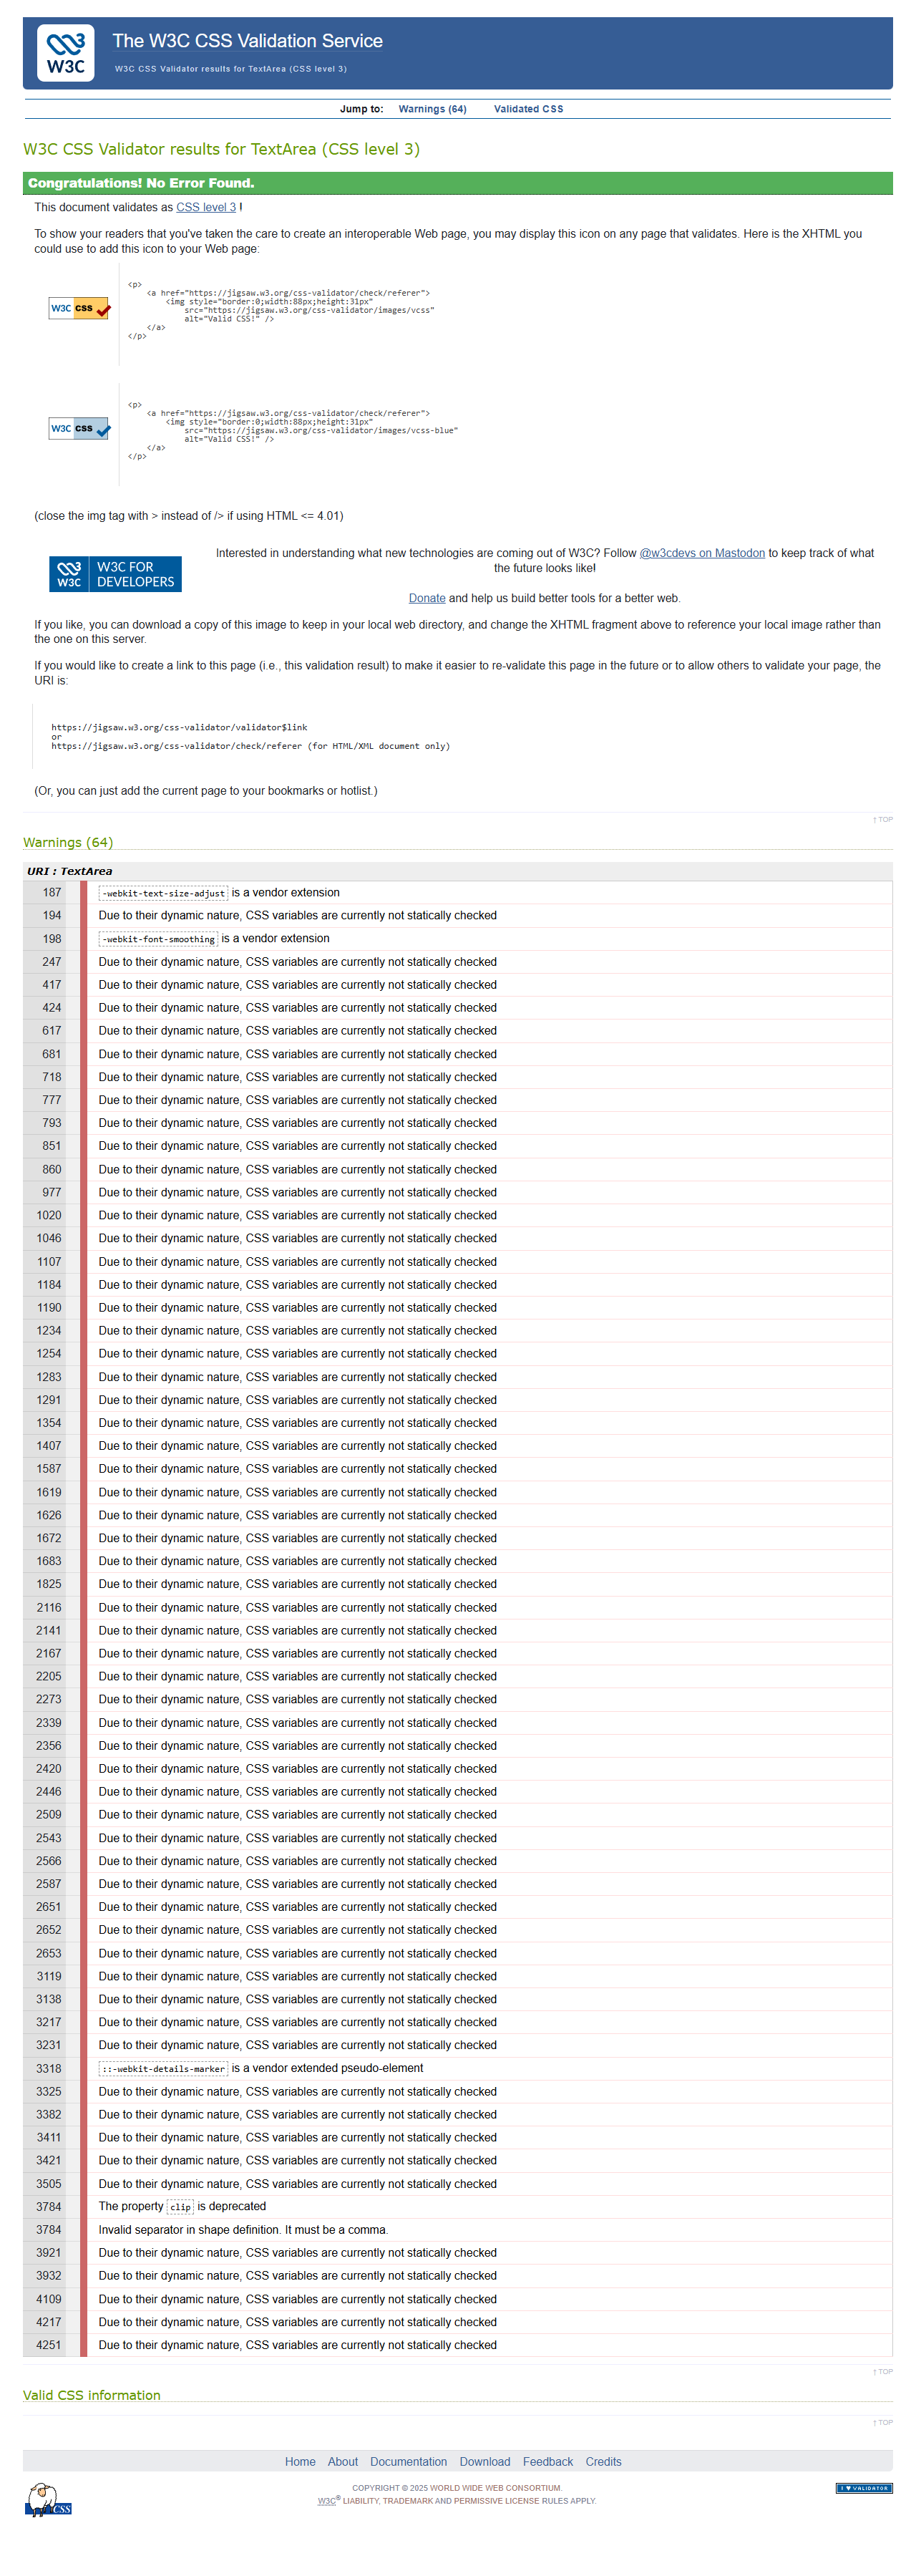 W3C
The W3C CSS Validation Service
W3C CSS Validator results for TextArea (CSS level 3)
Jump to: Warnings (64) Validated CSS
W3C CSS Validator results for TextArea (CSS level 3)
Congratulations! No Error Found.
This document validates as CSS level 3 !
To show your readers that you've taken the care to create an interoperable Web page, you may display this icon on any page that validates. Here is the XHTML you
could use to add this icon to your Web page:
W3C css
<p>
<a href="https://jigsaw.w3.org/css-validator/check/referer">
<img style="border:0;width:88px;height:31px"
src="https://jigsaw.w3.org/css-validator/images/vcss"
alt="Valid CSS!" />
</a>
</p>
W3C css
<p>
<a href="https://jigsaw.w3.org/css-validator/check/referer">
<img style="border:0;width:88px;height:31px"
src="https://jigsaw.w3.org/css-validator/images/vcss-blue"
alt="Valid CSS!" />
</a>
</p>
(close the img tag with > instead of /> if using HTML <= 4.01)
W3C
W3C FOR
DEVELOPERS
Interested in understanding what new technologies are coming out of W3C? Follow @w3cdevs on Mastodon to keep track of what
the future looks like!
Donate and help us build better tools for a better web.
If you like, you can download a copy of this image to keep in your local web directory, and change the XHTML fragment above to reference your local image rather than
the one on this server.
If you would like to create a link to this page (i.e., this validation result) to make it easier to re-validate this page in the future or to allow others to validate your page, the
URI is:
https://jigsaw.w3.org/css-validator/validator$link
or
https://jigsaw.w3.org/css-validator/check/referer (for HTML/XML document only)
(Or, you can just add the current page to your bookmarks or hotlist.)
↑ TOP
Warnings (64)
URI : TextArea
187 -webkit-text-size-adjust is a vendor extension
194 Due to their dynamic nature, CSS variables are currently not statically checked
198 -webkit-font-smoothing is a vendor extension
247 Due to their dynamic nature, CSS variables are currently not statically checked
417 Due to their dynamic nature, CSS variables are currently not statically checked
424 Due to their dynamic nature, CSS variables are currently not statically checked
617 Due to their dynamic nature, CSS variables are currently not statically checked
681 Due to their dynamic nature, CSS variables are currently not statically checked
718 Due to their dynamic nature, CSS variables are currently not statically checked
777 Due to their dynamic nature, CSS variables are currently not statically checked
793 Due to their dynamic nature, CSS variables are currently not statically checked
851 Due to their dynamic nature, CSS variables are currently not statically checked
860 Due to their dynamic nature, CSS variables are currently not statically checked
977 Due to their dynamic nature, CSS variables are currently not statically checked
1020 Due to their dynamic nature, CSS variables are currently not statically checked
1046 Due to their dynamic nature, CSS variables are currently not statically checked
1107 Due to their dynamic nature, CSS variables are currently not statically checked
1184 Due to their dynamic nature, CSS variables are currently not statically checked
1190 Due to their dynamic nature, CSS variables are currently not statically checked
1234 Due to their dynamic nature, CSS variables are currently not statically checked
1254 Due to their dynamic nature, CSS variables are currently not statically checked
1283 Due to their dynamic nature, CSS variables are currently not statically checked
1291 Due to their dynamic nature, CSS variables are currently not statically checked
1354 Due to their dynamic nature, CSS variables are currently not statically checked
1407 Due to their dynamic nature, CSS variables are currently not statically checked
1587 Due to their dynamic nature, CSS variables are currently not statically checked
1619 Due to their dynamic nature, CSS variables are currently not statically checked
1626 Due to their dynamic nature, CSS variables are currently not statically checked
1672 Due to their dynamic nature, CSS variables are currently not statically checked
1683 Due to their dynamic nature, CSS variables are currently not statically checked
1825 Due to their dynamic nature, CSS variables are currently not statically checked
2116 Due to their dynamic nature, CSS variables are currently not statically checked
2141 Due to their dynamic nature, CSS variables are currently not statically checked
2167 Due to their dynamic nature, CSS variables are currently not statically checked
2205 Due to their dynamic nature, CSS variables are currently not statically checked
2273 Due to their dynamic nature, CSS variables are currently not statically checked
2339 Due to their dynamic nature, CSS variables are currently not statically checked
2356 Due to their dynamic nature, CSS variables are currently not statically checked
2420 Due to their dynamic nature, CSS variables are currently not statically checked
2446 Due to their dynamic nature, CSS variables are currently not statically checked
2509 Due to their dynamic nature, CSS variables are currently not statically checked
2543 Due to their dynamic nature, CSS variables are currently not statically checked
2566 Due to their dynamic nature, CSS variables are currently not statically checked
2587 Due to their dynamic nature, CSS variables are currently not statically checked
2651 Due to their dynamic nature, CSS variables are currently not statically checked
2652 Due to their dynamic nature, CSS variables are currently not statically checked
2653 Due to their dynamic nature, CSS variables are currently not statically checked
3119 Due to their dynamic nature, CSS variables are currently not statically checked
3138 Due to their dynamic nature, CSS variables are currently not statically checked
3217 Due to their dynamic nature, CSS variables are currently not statically checked
3231 Due to their dynamic nature, CSS variables are currently not statically checked
3318 ::-webkit-details-marker is a vendor extended pseudo-element
3325 Due to their dynamic nature, CSS variables are currently not statically checked
3382 Due to their dynamic nature, CSS variables are currently not statically checked
3411 Due to their dynamic nature, CSS variables are currently not statically checked
3421 Due to their dynamic nature, CSS variables are currently not statically checked
3505 Due to their dynamic nature, CSS variables are currently not statically checked
3784 The property clip is deprecated
3784 Invalid separator in shape definition. It must be a comma.
3921 Due to their dynamic nature, CSS variables are currently not statically checked
3932 Due to their dynamic nature, CSS variables are currently not statically checked
4109 Due to their dynamic nature, CSS variables are currently not statically checked
4217 Due to their dynamic nature, CSS variables are currently not statically checked
4251 Due to their dynamic nature, CSS variables are currently not statically checked
↑ TOP
Valid CSS information
↑ TOP
Home About Documentation Download Feedback Credits
CSS
COPYRIGHT © 2025 WORLD WIDE WEB CONSORTIUM.
W3C® LIABILITY, TRADEMARK AND PERMISSIVE LICENSE RULES APPLY.
I ♥ VALIDATOR